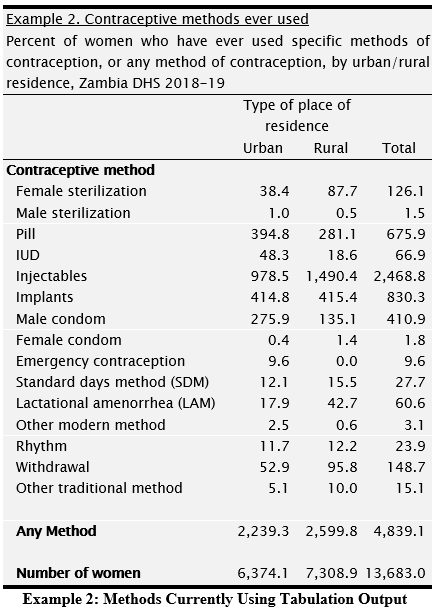 Example 2. Contraceptive methods ever used
Percent of women who have ever used specific methods of
contraception, or any method of contraception, by urban/rural
residence, Zambia DHS 2018-19
Type of place of
residence
Urban Rural Total
Contraceptive method
Female sterilization 38.4 87.7 126.1
Male sterilization 1.0 0.5 1.5
Pill 394.8 281.1 675.9
IUD 48.3 18.6 66.9
Injectables 978.5 1,490.4 2,468.8
Implants 414.8 415.4 830.3
Male condom 275.9 135.1 410.9
Female condom 0.4 1.4 1.8
Emergency contraception 9.6 0.0 9.6
Standard days method (SDM) 12.1 15.5 27.7
Lactational amenorrhea (LAM) 17.9 42.7 60.6
Other modern method 2.5 0.6 3.1
Rhythm 11.7 12.2 23.9
Withdrawal 52.9 95.8 148.7
Other traditional method 5.1 10.0 15.1
Any Method 2,239.3 2,599.8 4,839.1
Number of women 6,374.1 7,308.9 13,683.0
Example 2: Methods Currently Using Tabulation Output